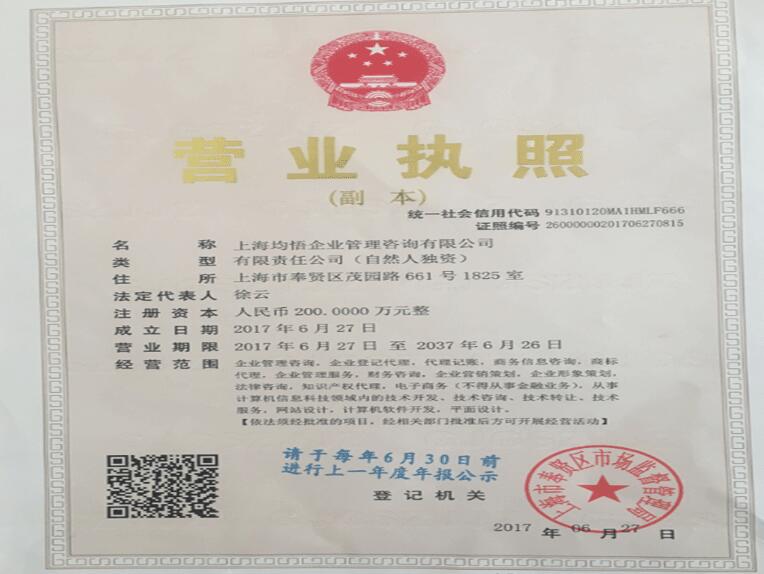 营业执照
(副 本)
统一社会信用代码 91310120MA1HMLF666
证照编号 26000000201706270815
名 称 上海均悟企业管理咨询有限公司
类 型 有限责任公司（自然人独资）
住 所 上海市奉贤区茂园路661号1825室
法定代表人 徐云
注册资本 人民币200.0000万元整
成立日期 2017年6月27日
营业期限 2017年6月27日 至 2037年6月26日
经营范围 企业管理咨询，企业登记代理，代理记账，商务信息咨询，商标
代理，企业管理服务，财务咨询，企业营销策划，企业形象策划，
法律咨询，知识产权代理，电子商务（不得从事金融业务），从事
计算机信息科技领域内的技术开发、技术咨询、技术转让、技术
服务，网站设计，计算机软件开发，平面设计。
【依法须经批准的项目，经相关部门批准后方可开展经营活动】
请于每年6月30日前
进行上一年度年报公示
登记机关
上海市奉贤区市场监督管理局
2017 年 06 月 27 日